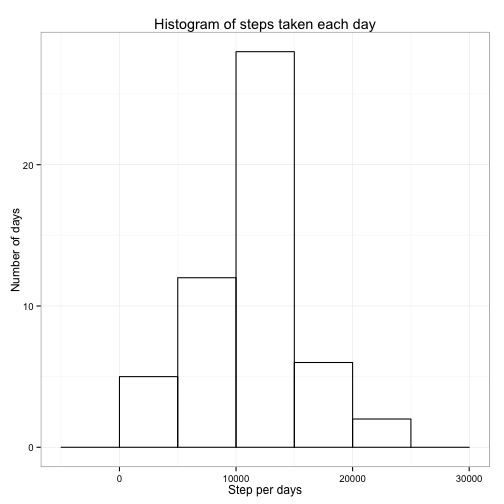 Histogram of steps taken each day
Number of days
20
10
0
0 10000 20000 30000
Step per days